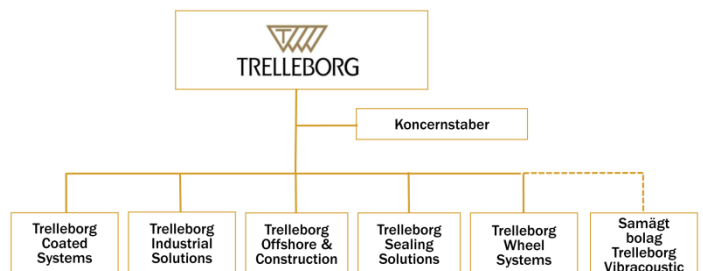 TRELLEBORG
Koncernstaber
Trelleborg
Coated
Systems
Trelleborg
Industrial
Solutions
Trelleborg
Offshore &
Construction
Trelleborg
Sealing
Solutions
Trelleborg
Wheel
Systems
Samägt
bolag
Trelleborg
Vibracoustic